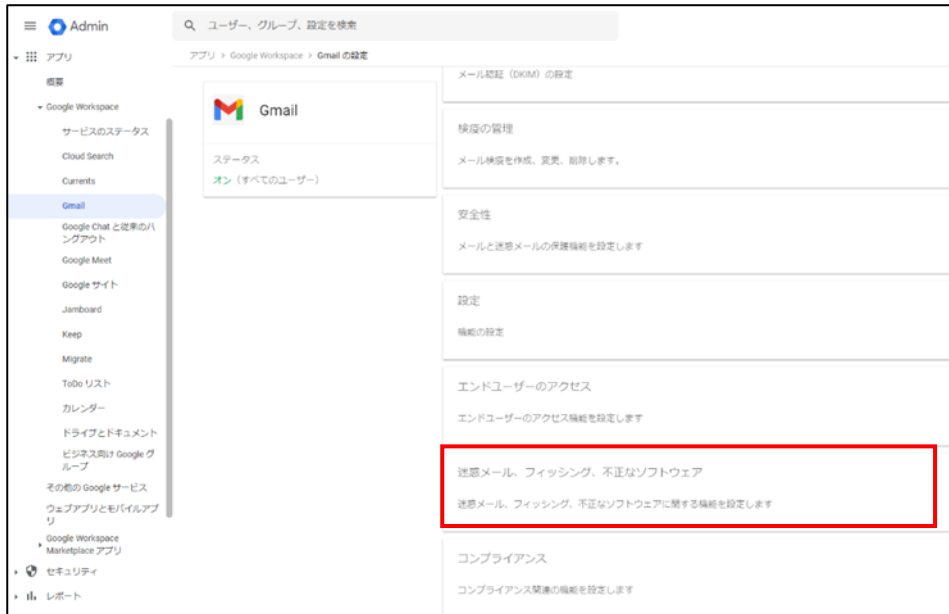 Admin
ユーザー、グループ、設定を検索
アプリ
概要
Google Workspace
サービスのステータス
Cloud Search
Currents
Gmail
Google Chat と従来のハ
ングアウト
Google Meet
Google サイト
Jamboard
Keep
Migrate
ToDo リスト
カレンダー
ドライブとドキュメント
ビジネス向け Google グ
ループ
その他の Google サービス
ウェブアプリとモバイルアプ
リ
Google Workspace
Marketplace アプリ
セキュリティ
レポート
アプリ > Google Workspace > Gmail の設定
Gmail
ステータス
オン（すべてのユーザー）
メール認証（DKIM）の設定
検疫の管理
メール検疫を作成、変更、削除します。
安全性
メールと迷惑メールの保護機能を設定します
設定
機能の設定
エンドユーザーのアクセス
エンドユーザーのアクセス機能を設定します
迷惑メール、フィッシング、不正なソフトウェア
迷惑メール、フィッシング、不正なソフトウェアに関する機能を設定します
コンプライアンス
コンプライアンス関連の機能を設定します